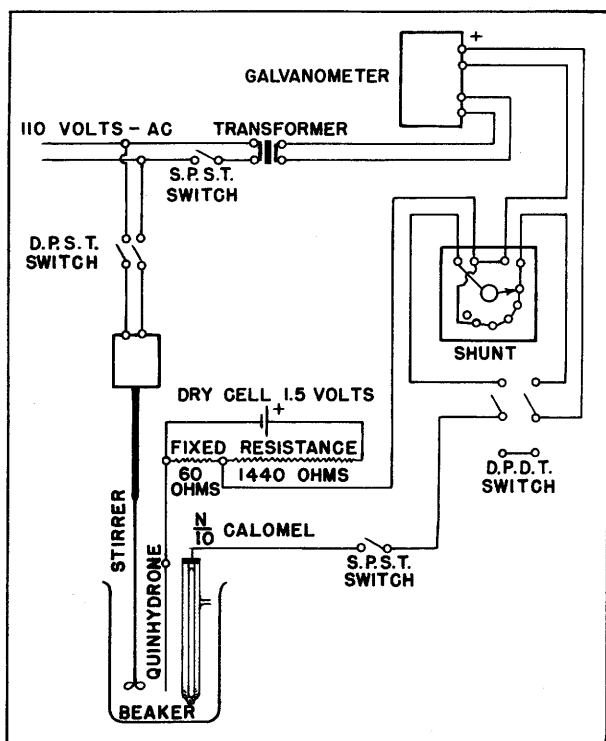 +
GALVANOMETER
110 VOLTS - AC
TRANSFORMER
S.P.S.T.
SWITCH
D.P.S.T.
SWITCH
SHUNT
DRY CELL 1.5 VOLTS
+
FIXED RESISTANCE
60
OHMS
1440 OHMS
D.P.D.T.
SWITCH
N
10
CALOMEL
S.P.S.T.
SWITCH
STIRRER
QUINHYDRONE
BEAKER